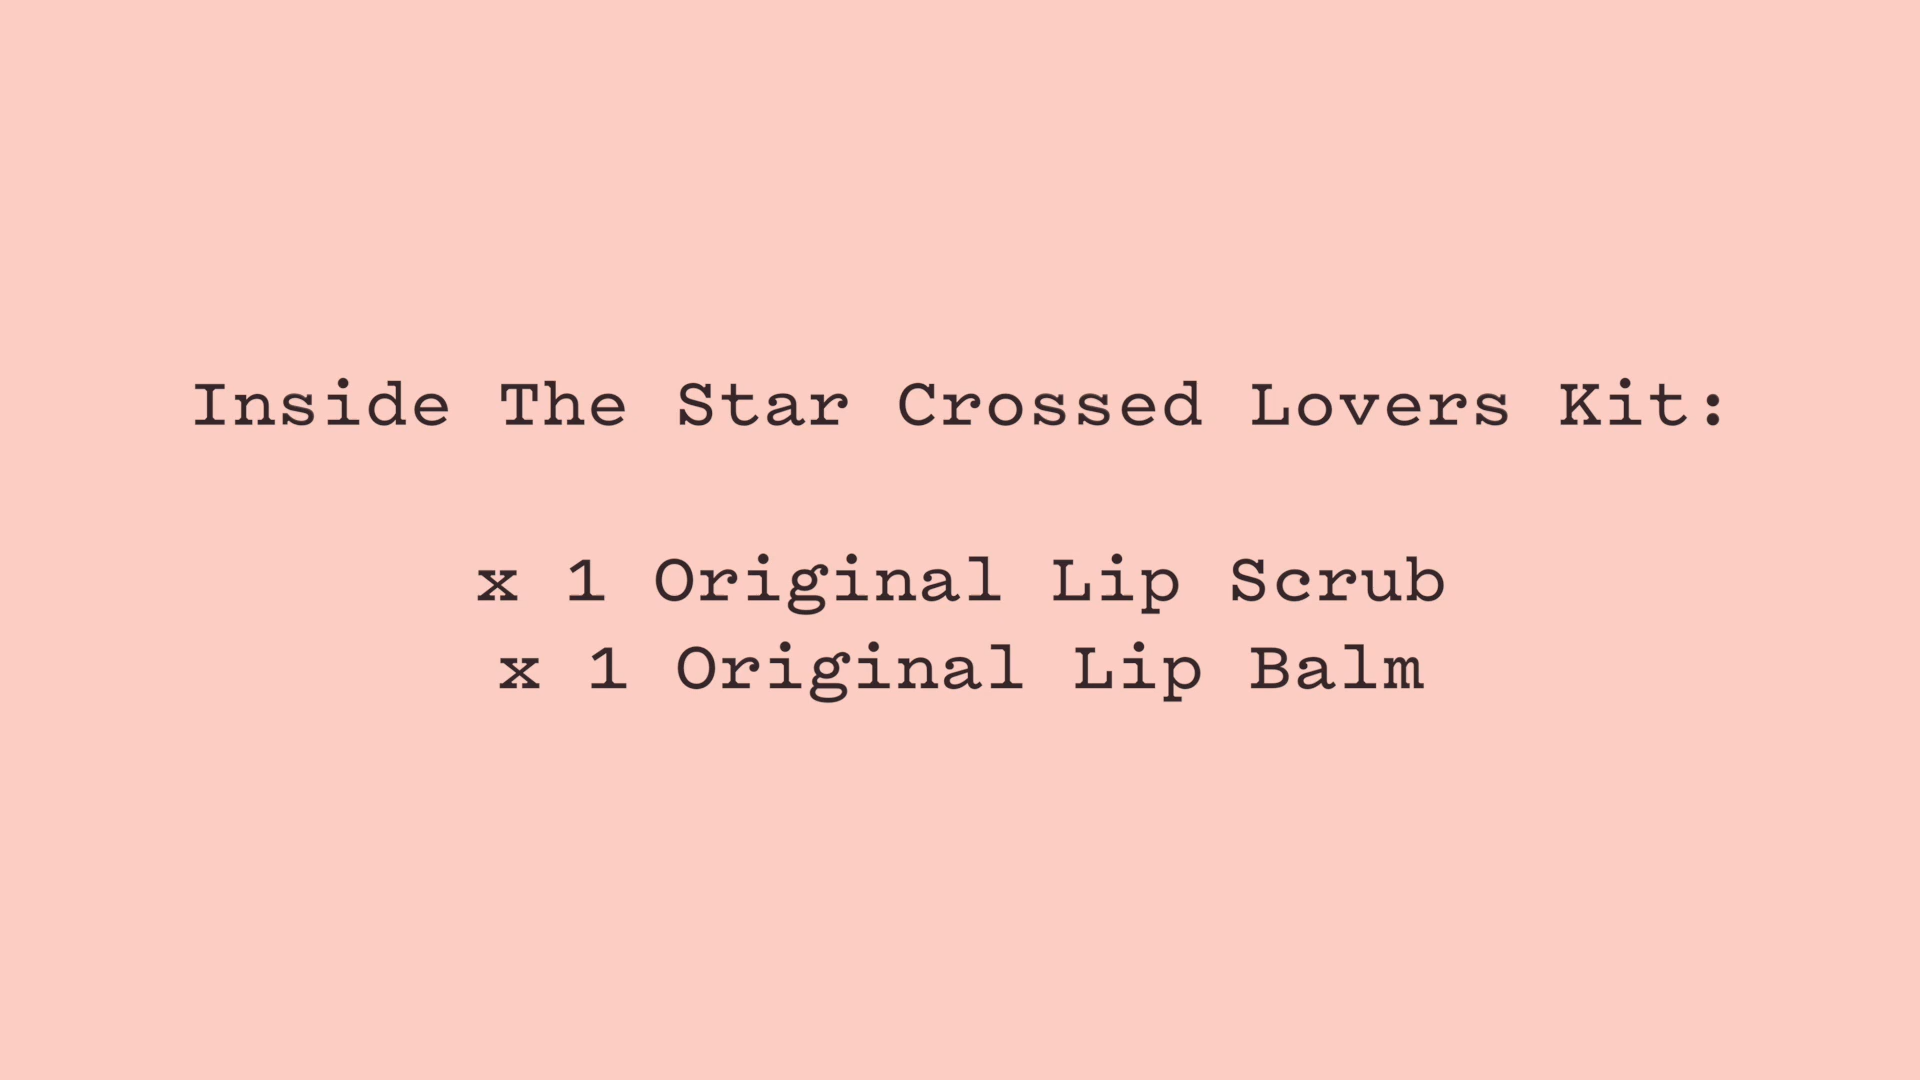 Inside The Star Crossed Lovers Kit:
x 1 Original Lip Scrub
x 1 Original Lip Balm